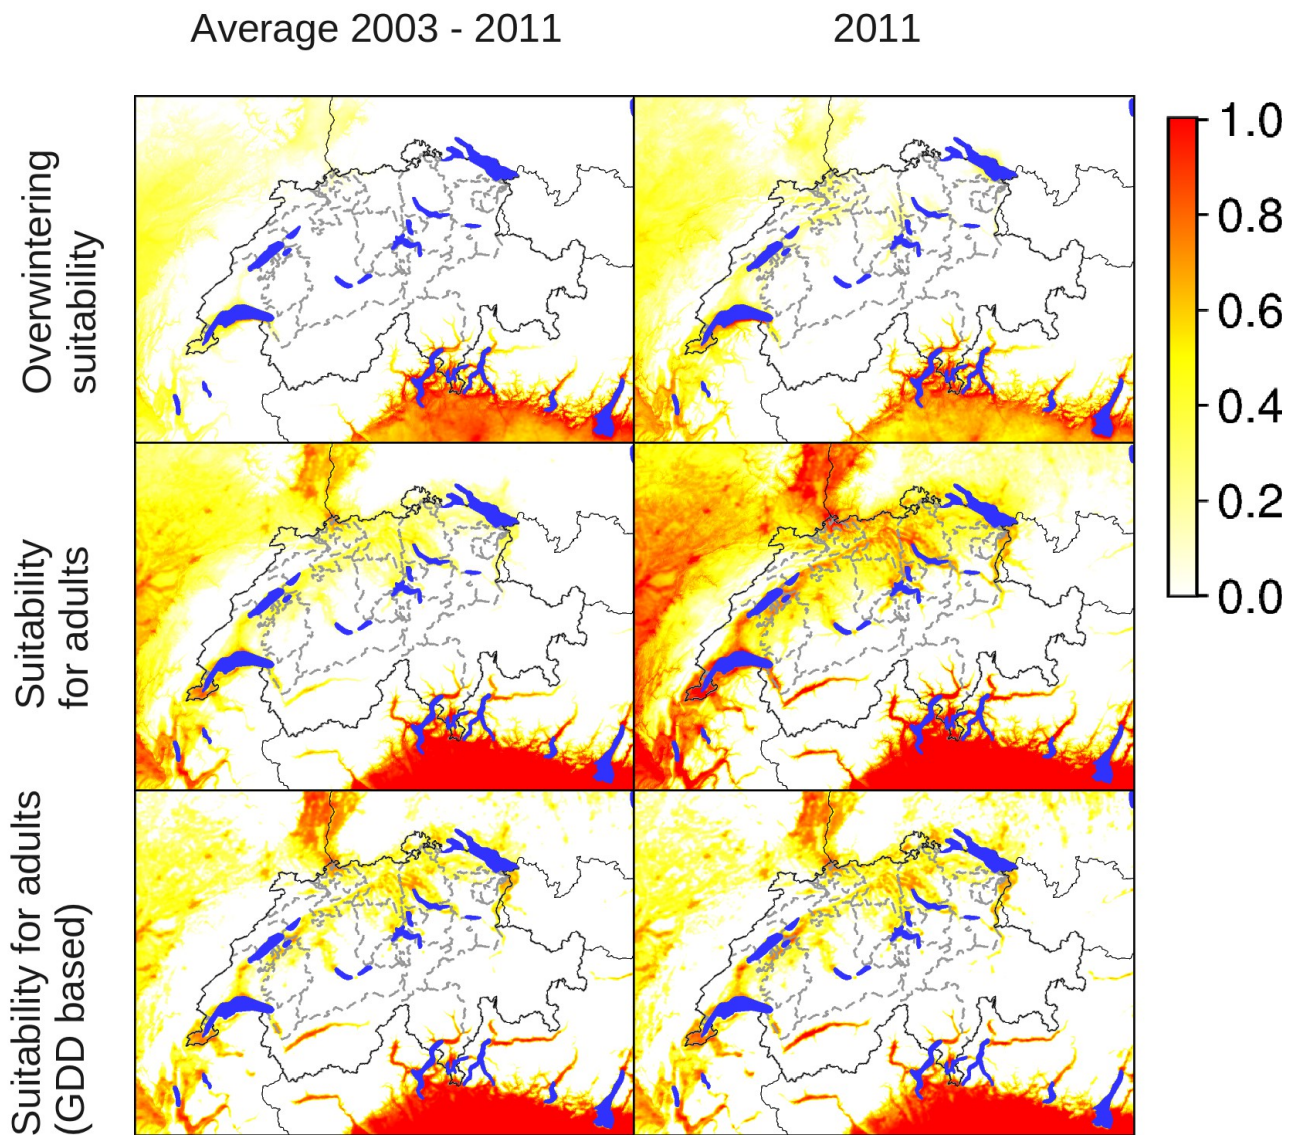 Average 2003 - 2011
2011
Overwintering
suitability
Suitability
for adults
Suitability for adults
(GDD based)
1.0
0.8
0.6
0.4
0.2
0.0